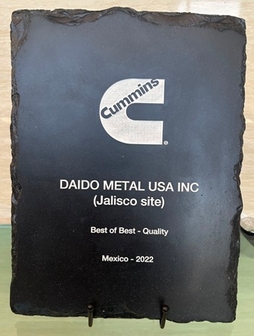 Cummins
®
DAIDO METAL USA INC
(Jalisco site)
Best of Best - Quality
Mexico - 2022